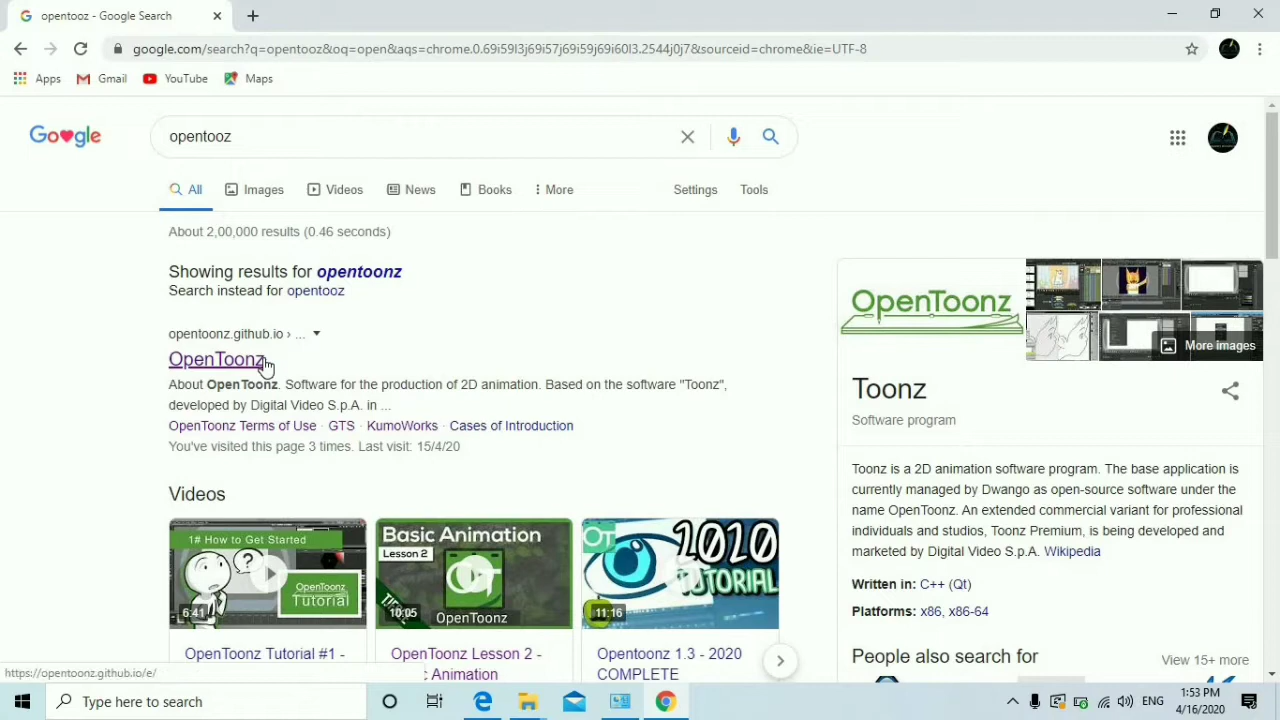 opentooz - Google Search
google.com/search?q=opentooz&oq=open&aqs=chrome.0.69i59l3j69i57j69i59j69i60l3.2544j0j7&sourceid=chrome&ie=UTF-8
Apps Gmail YouTube Maps
Go gle
opentooz
All Images Videos News Books More Settings Tools
About 2,00,000 results (0.46 seconds)
Showing results for opentoonz
Search instead for opentooz
opentoonz.github.io › ...
OpenToonz
About OpenToonz. Software for the production of 2D animation. Based on the software "Toonz",
developed by Digital Video S.p.A. in ...
OpenToonz Terms of Use · GTS · KumoWorks · Cases of Introduction
You've visited this page 3 times. Last visit: 15/4/20
Videos
1# How to Get Started
?
OpenToonz
Tutorial
6:41
Basic Animation
Lesson 2
10:05
OpenToonz
OT
1010
TUTORIAL
11:16
OpenToonz Tutorial #1 -
OpenToonz Lesson 2 -
Animation
Opentoonz 1.3 - 2020
COMPLETE
OpenToonz
More images
Toonz
Software program
Toonz is a 2D animation software program. The base application is
currently managed by Dwango as open-source software under the
name OpenToonz. An extended commercial variant for professional
individuals and studios, Toonz Premium, is being developed and
marketed by Digital Video S.p.A. Wikipedia
Written in: C++ (Qt)
Platforms: x86, x86-64
People also search for
View 15+ more
https://opentoonz.github.io/e/
Type here to search
ENG
1:53 PM
4/16/2020